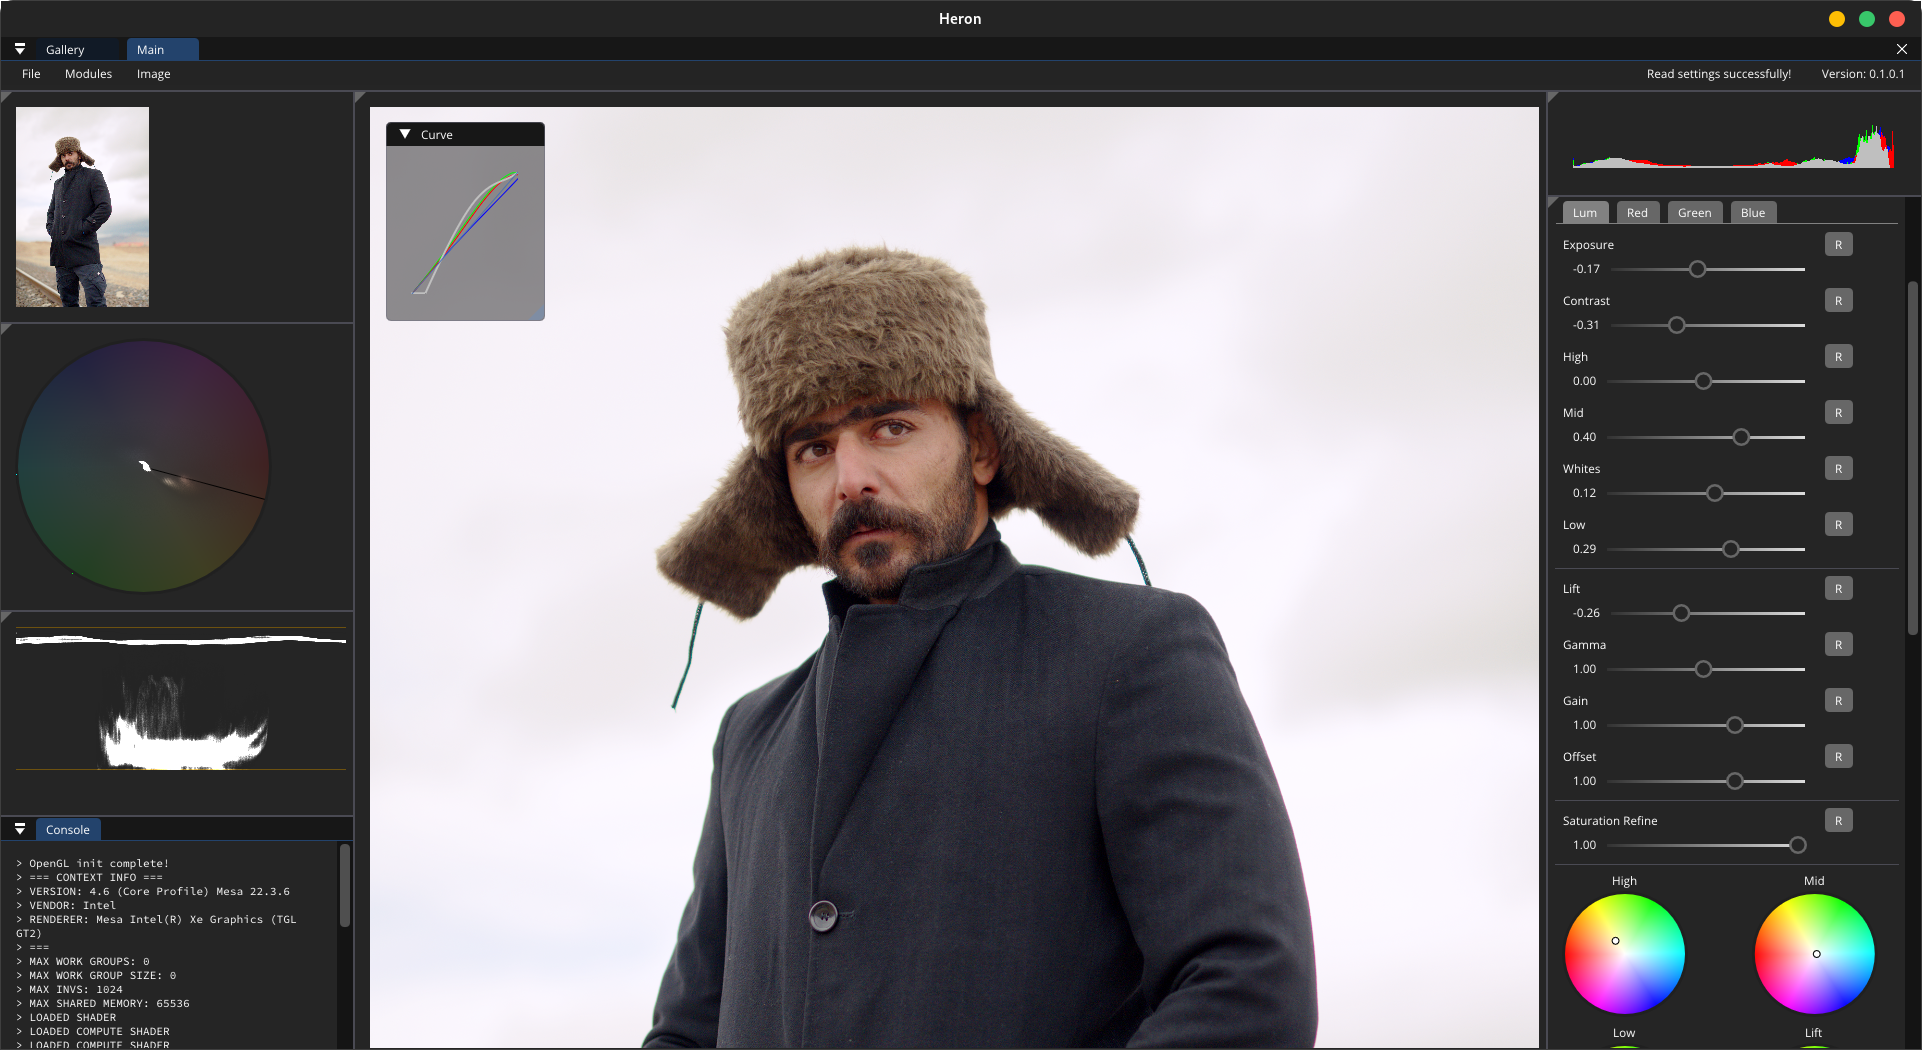 Heron
Gallery
Main
File
Modules
Image
Read settings successfully!
Version: 0.1.0.1
Curve
Lum
Red
Green
Blue
Exposure
R
-0.17
Contrast
R
-0.31
High
R
0.00
Mid
R
0.40
Whites
R
0.12
Low
R
0.29
Lift
R
-0.26
Gamma
R
1.00
Gain
R
1.00
Offset
R
1.00
Saturation Refine
R
1.00
High
Mid
Low
Lift
Console
> OpenGL init complete!
> === CONTEXT INFO ===
> VERSION: 4.6 (Core Profile) Mesa 22.3.6
> VENDOR: Intel
> RENDERER: Mesa Intel(R) Xe Graphics (TGL
GT2)
> ===
> MAX WORK GROUPS: 0
> MAX WORK GROUP SIZE: 0
> MAX INVS: 1024
> MAX SHARED MEMORY: 65536
> LOADED SHADER
> LOADED COMPUTE SHADER
> LOADED COMPUTE SHADER